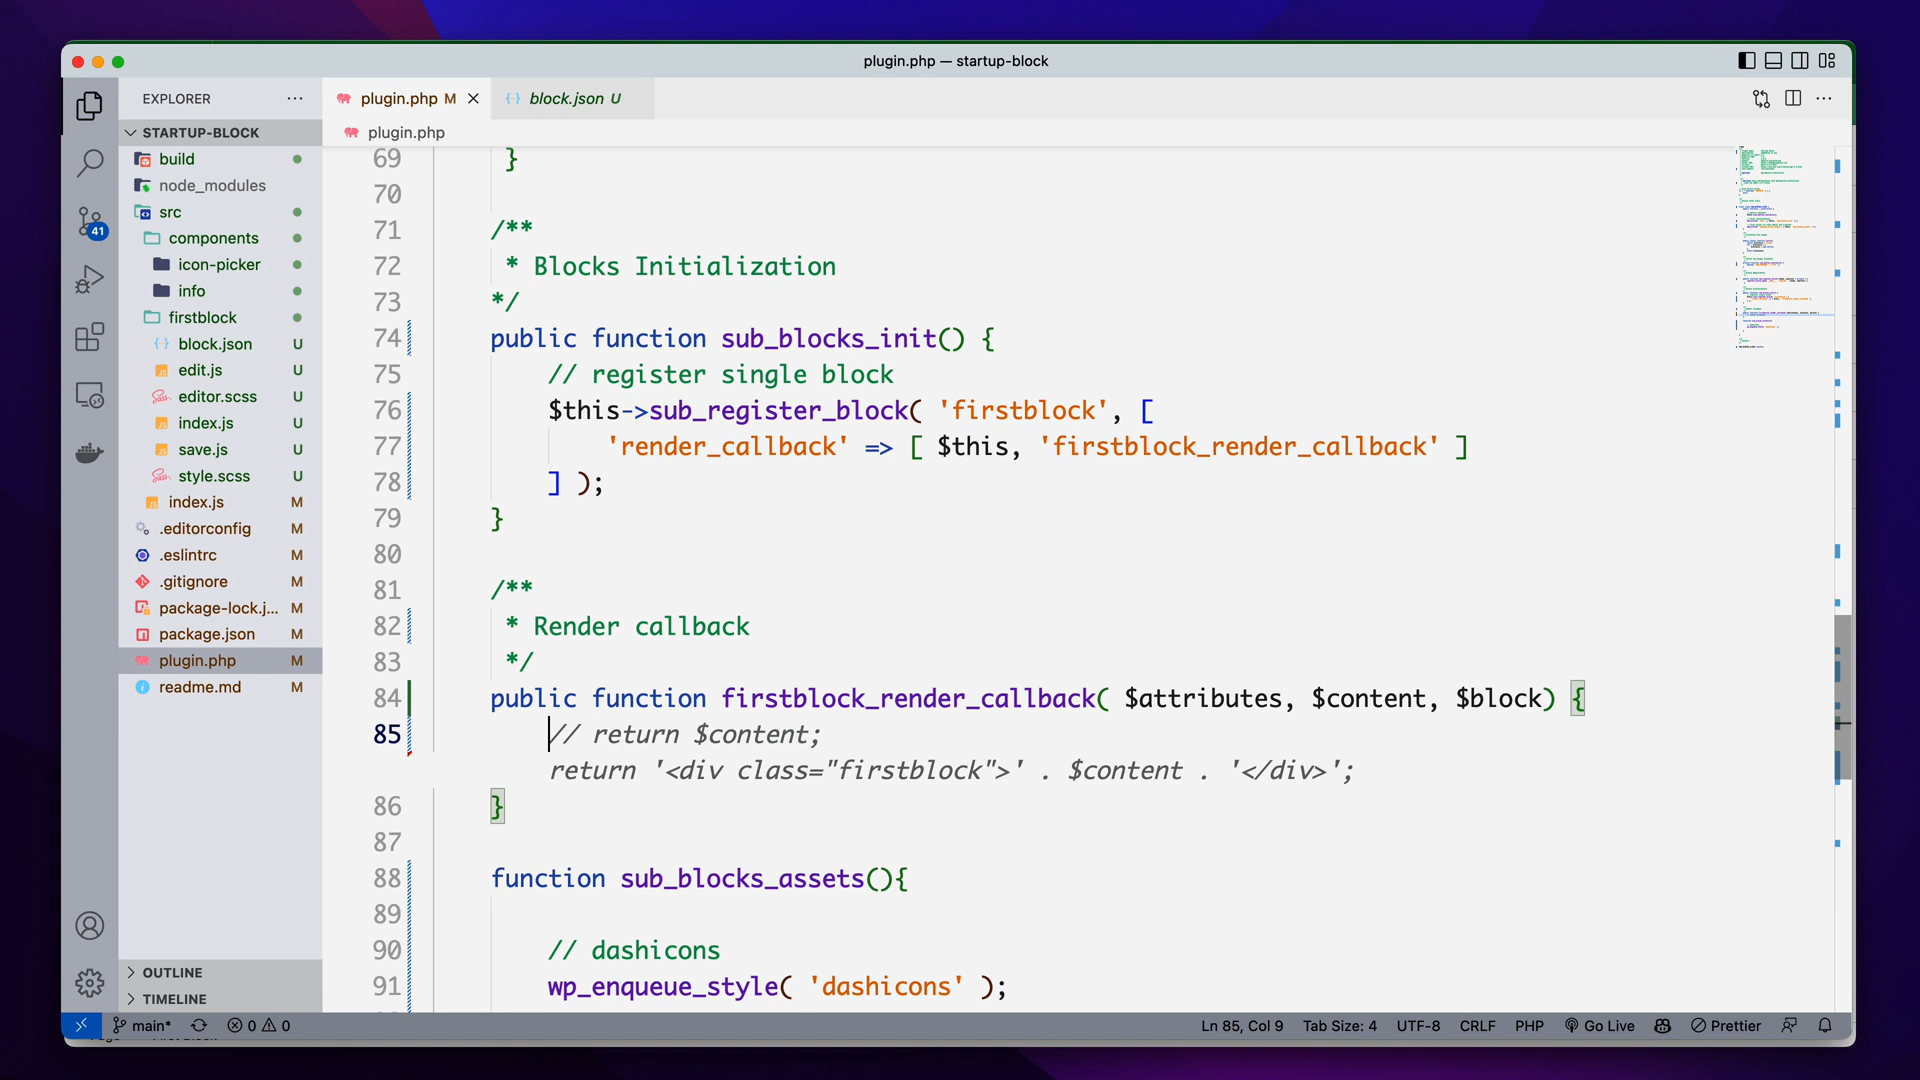 plugin.php — startup-block
EXPLORER
plugin.php M
block.json U
STARTUP-BLOCK
plugin.php
build
node_modules
src
components
icon-picker
info
firstblock
block.json U
edit.js U
editor.scss U
index.js U
save.js U
style.scss U
index.js M
.editorconfig M
.eslintrc M
.gitignore M
package-lock.j... M
package.json M
plugin.php M
readme.md M
OUTLINE
TIMELINE
41
69 }
70
71 /**
72 * Blocks Initialization
73 */
74 public function sub_blocks_init() {
75 // register single block
76 $this->sub_register_block( 'firstblock', [
77 'render_callback' => [ $this, 'firstblock_render_callback' ]
78 ] );
79 }
80
81 /**
82 * Render callback
83 */
84 public function firstblock_render_callback( $attributes, $content, $block) {
85 // return $content;
return '<div class="firstblock">' . $content . '</div>';
86 }
87
88 function sub_blocks_assets(){
89
90 // dashicons
91 wp_enqueue_style( 'dashicons' );
main* 0 0 Ln 85, Col 9 Tab Size: 4 UTF-8 CRLF PHP Go Live Prettier